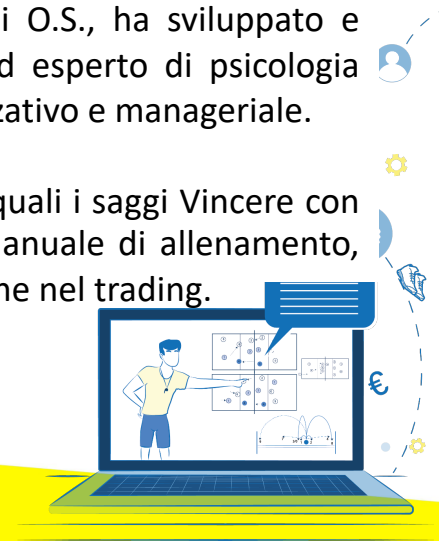 i O.S., ha sviluppato e
d esperto di psicologia
zativo e manageriale.
quali i saggi Vincere con
anuale di allenamento,
ne nel trading.
€